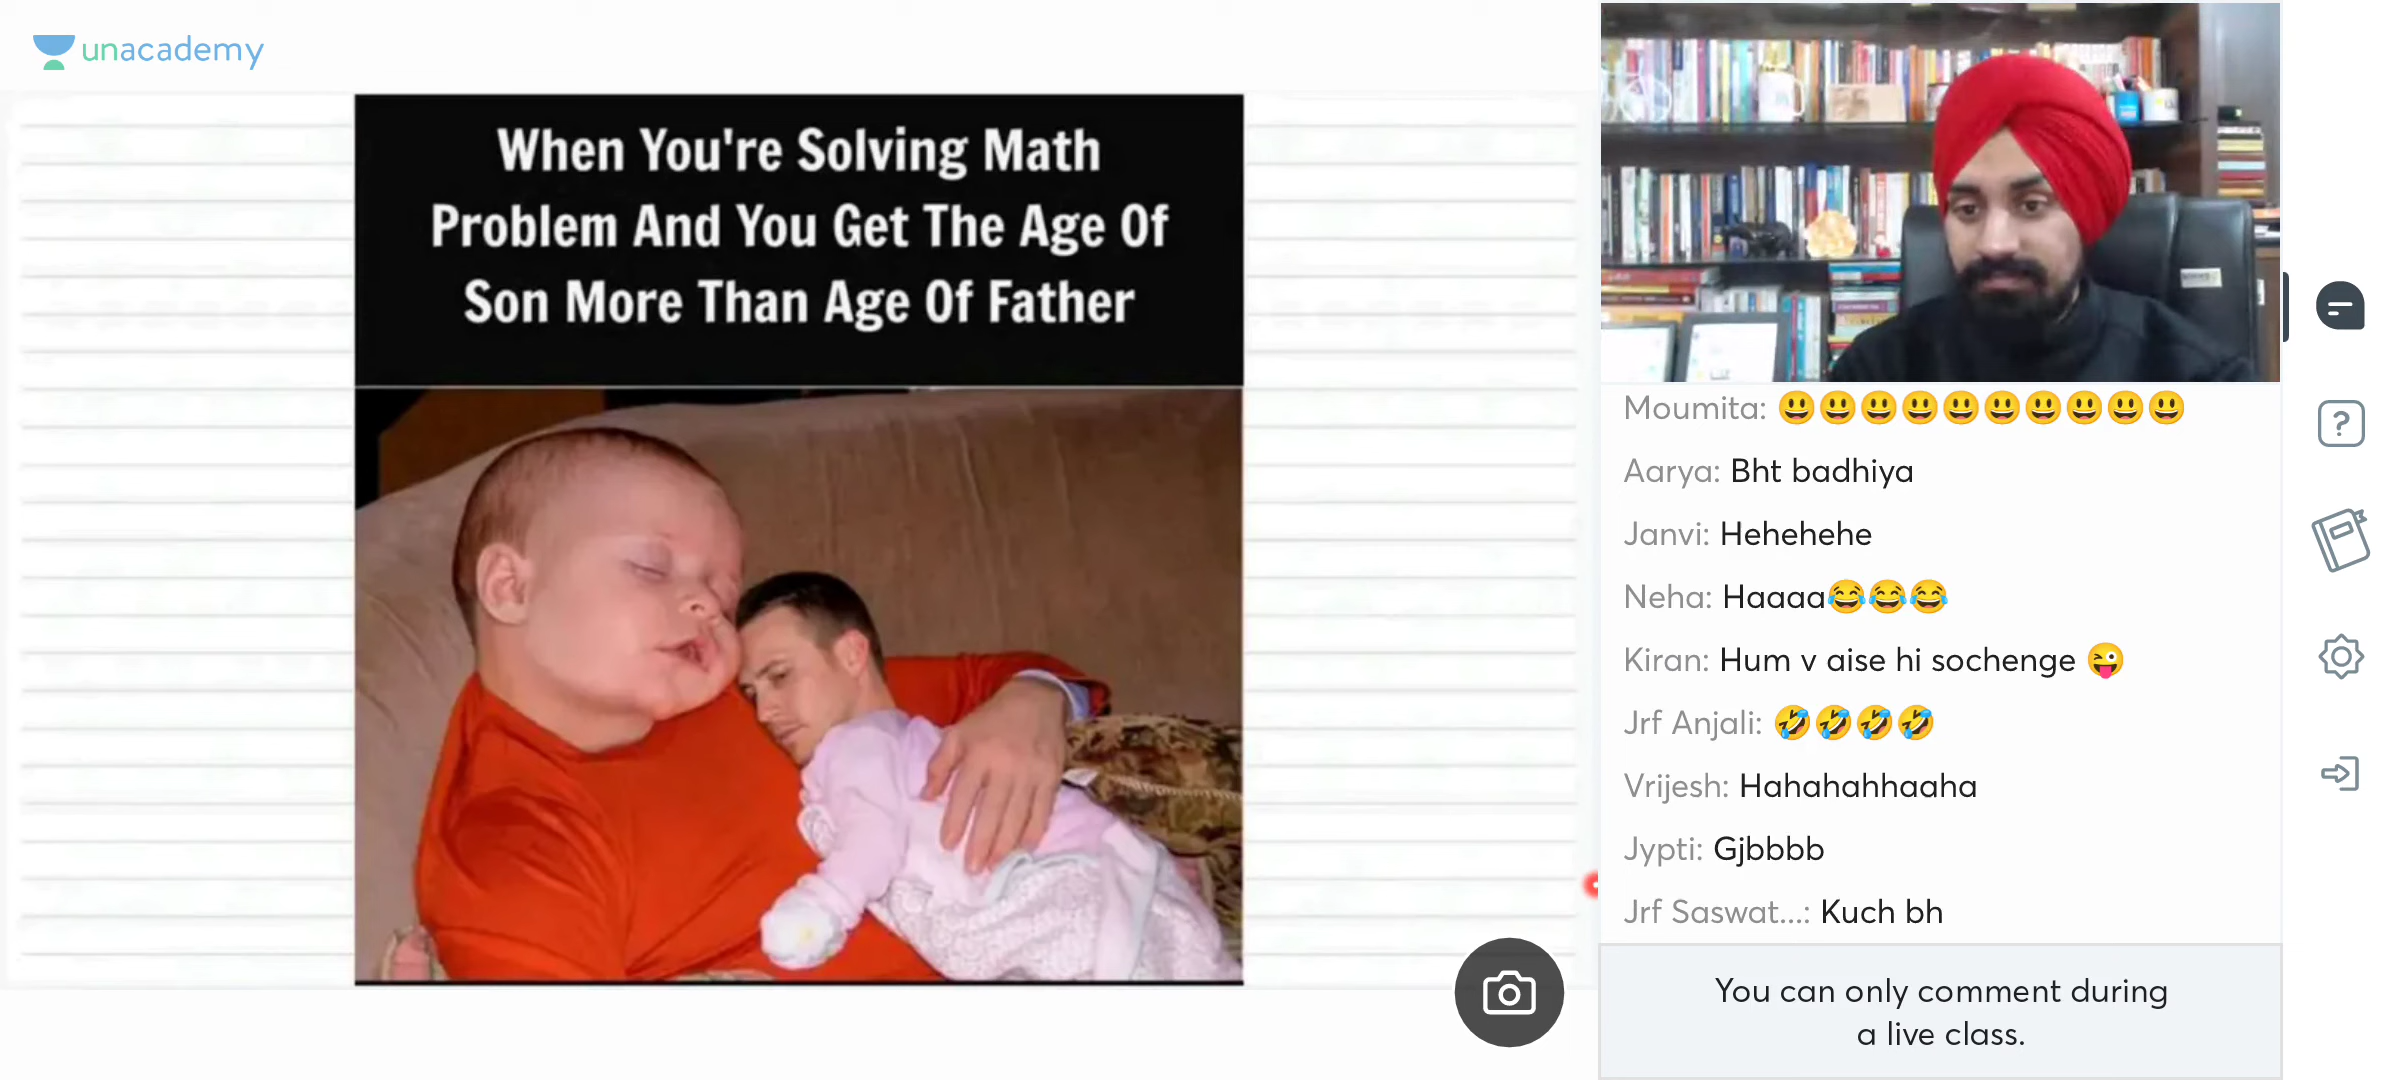 unacademy
When You're Solving Math
Problem And You Get The Age Of
Son More Than Age Of Father
Moumita: 😃😃😃😃😃😃😃😃😃😃
Aarya: Bht badhiya
Janvi: Hehehehe
Neha: Haaaa😂😂😂
Kiran: Hum v aise hi sochenge 😜
Jrf Anjali: 🤣🤣🤣🤣
Vrijesh: Hahahahhaaha
Jypti: Gjbbbb
Jrf Saswat...: Kuch bh
You can only comment during
a live class.